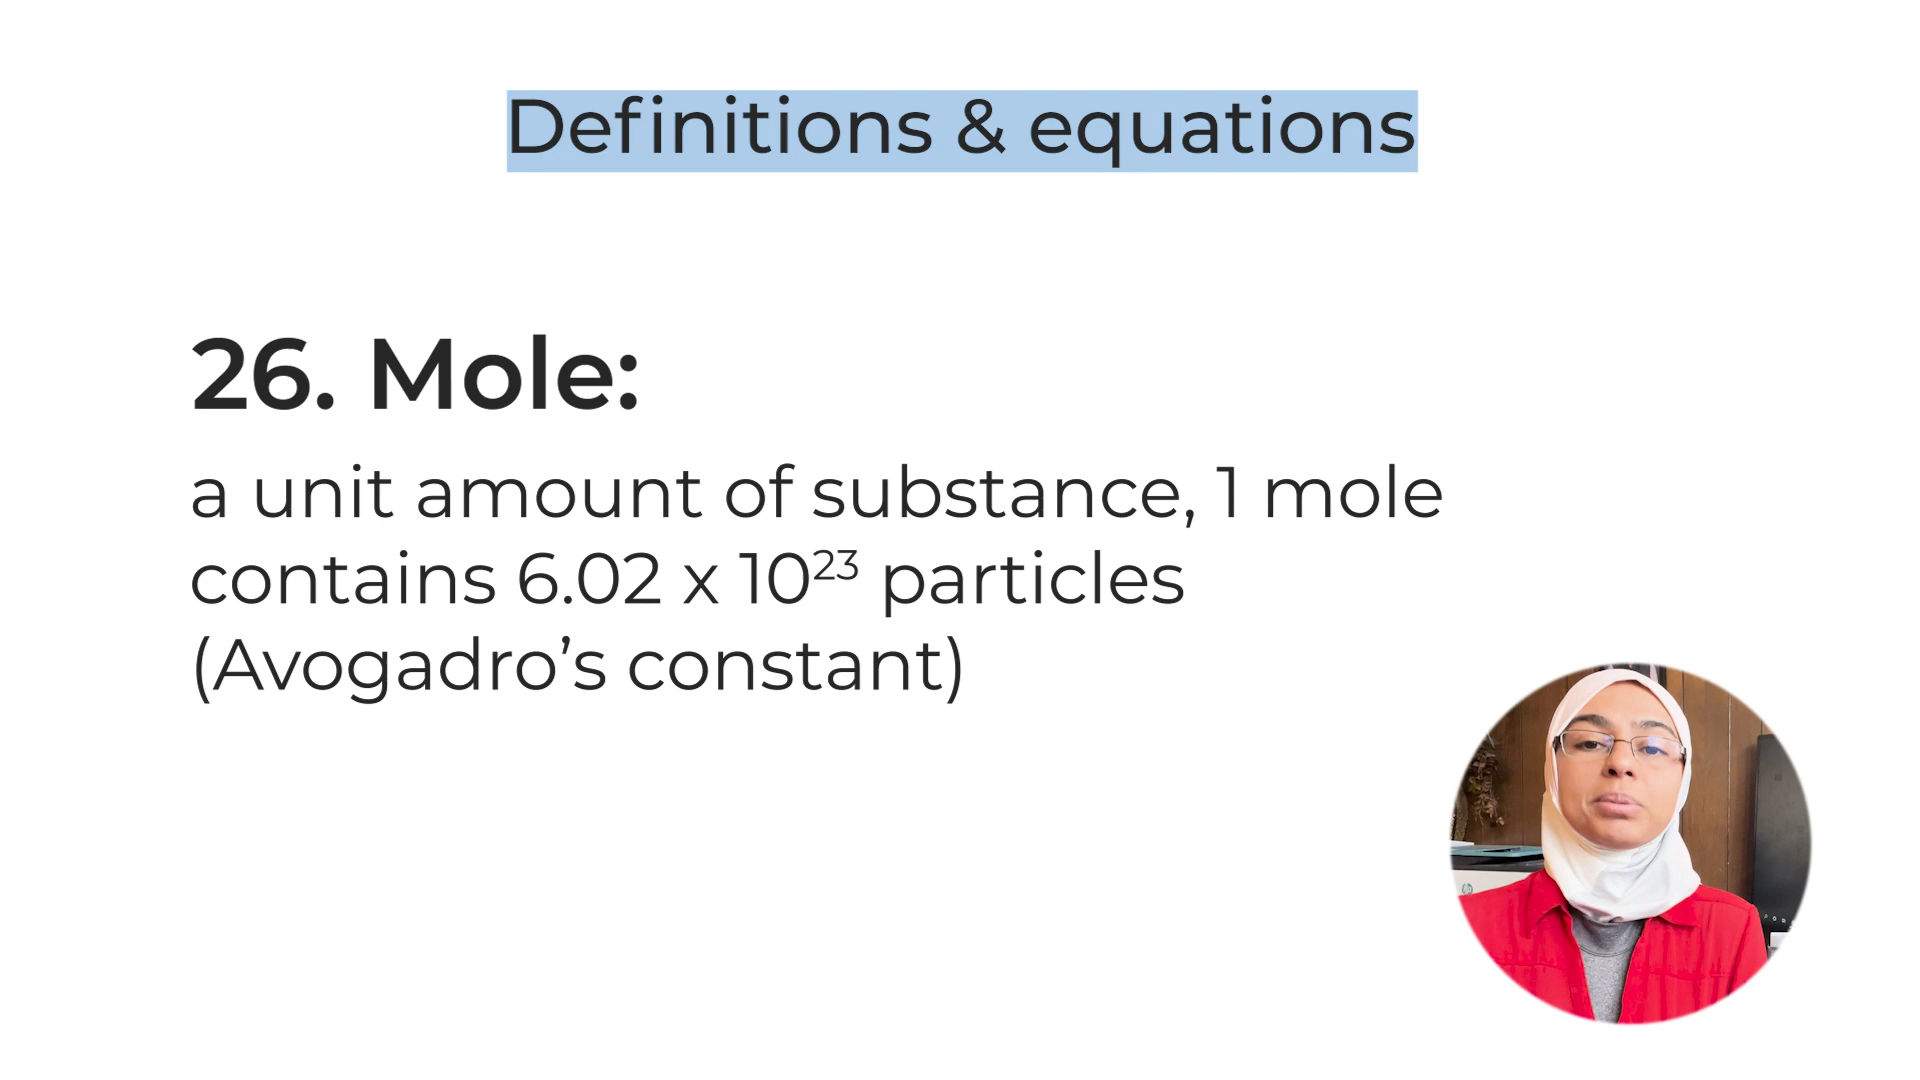 Definitions & equations
26. Mole:
a unit amount of substance, 1 mole
contains 6.02 x 10²³ particles
(Avogadro’s constant)